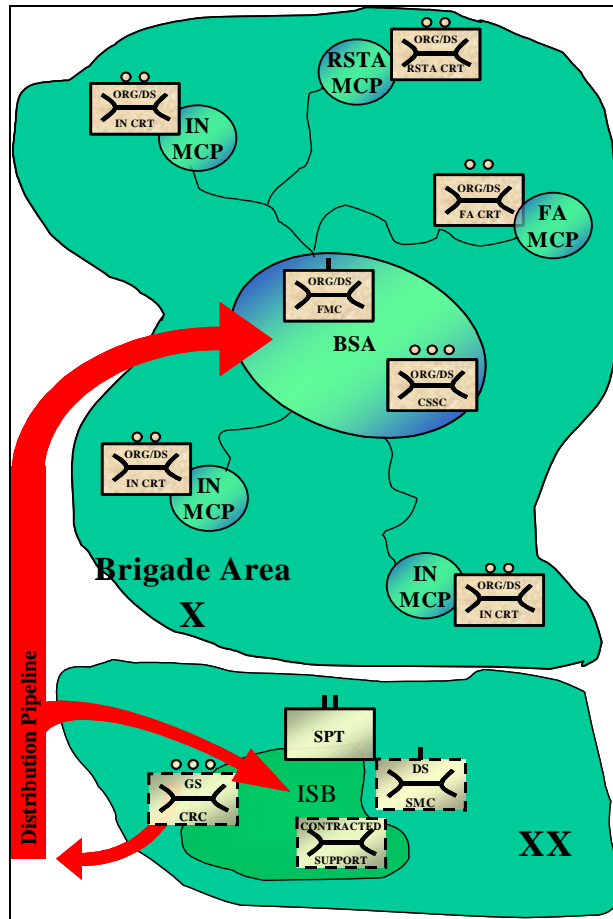 ORG/DS
RSTA CRT
RSTA
MCP
ORG/DS
IN CRT
IN
MCP
ORG/DS
FA CRT
FA
MCP
ORG/DS
FMC
BSA
ORG/DS
CSSC
ORG/DS
IN CRT
IN
MCP
Brigade Area
X
IN
MCP
ORG/DS
IN CRT
Distribution Pipeline
SPT
GS
CRC
ISB
DS
SMC
CONTRACTED
SUPPORT
XX